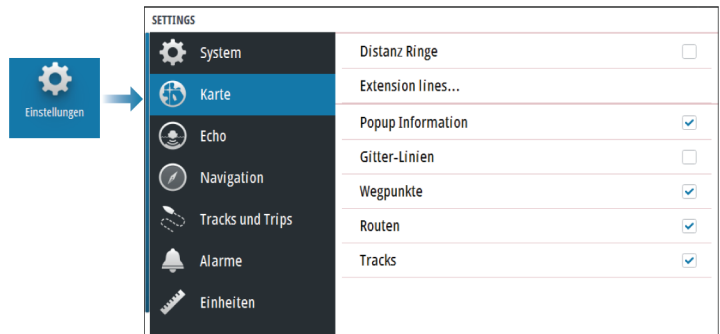 SETTINGS
Einstellungen
System
Karte
Echo
Navigation
Tracks und Trips
Alarme
Einheiten
Distanz Ringe
Extension lines...
Popup Information
Gitter-Linien
Wegpunkte
Routen
Tracks